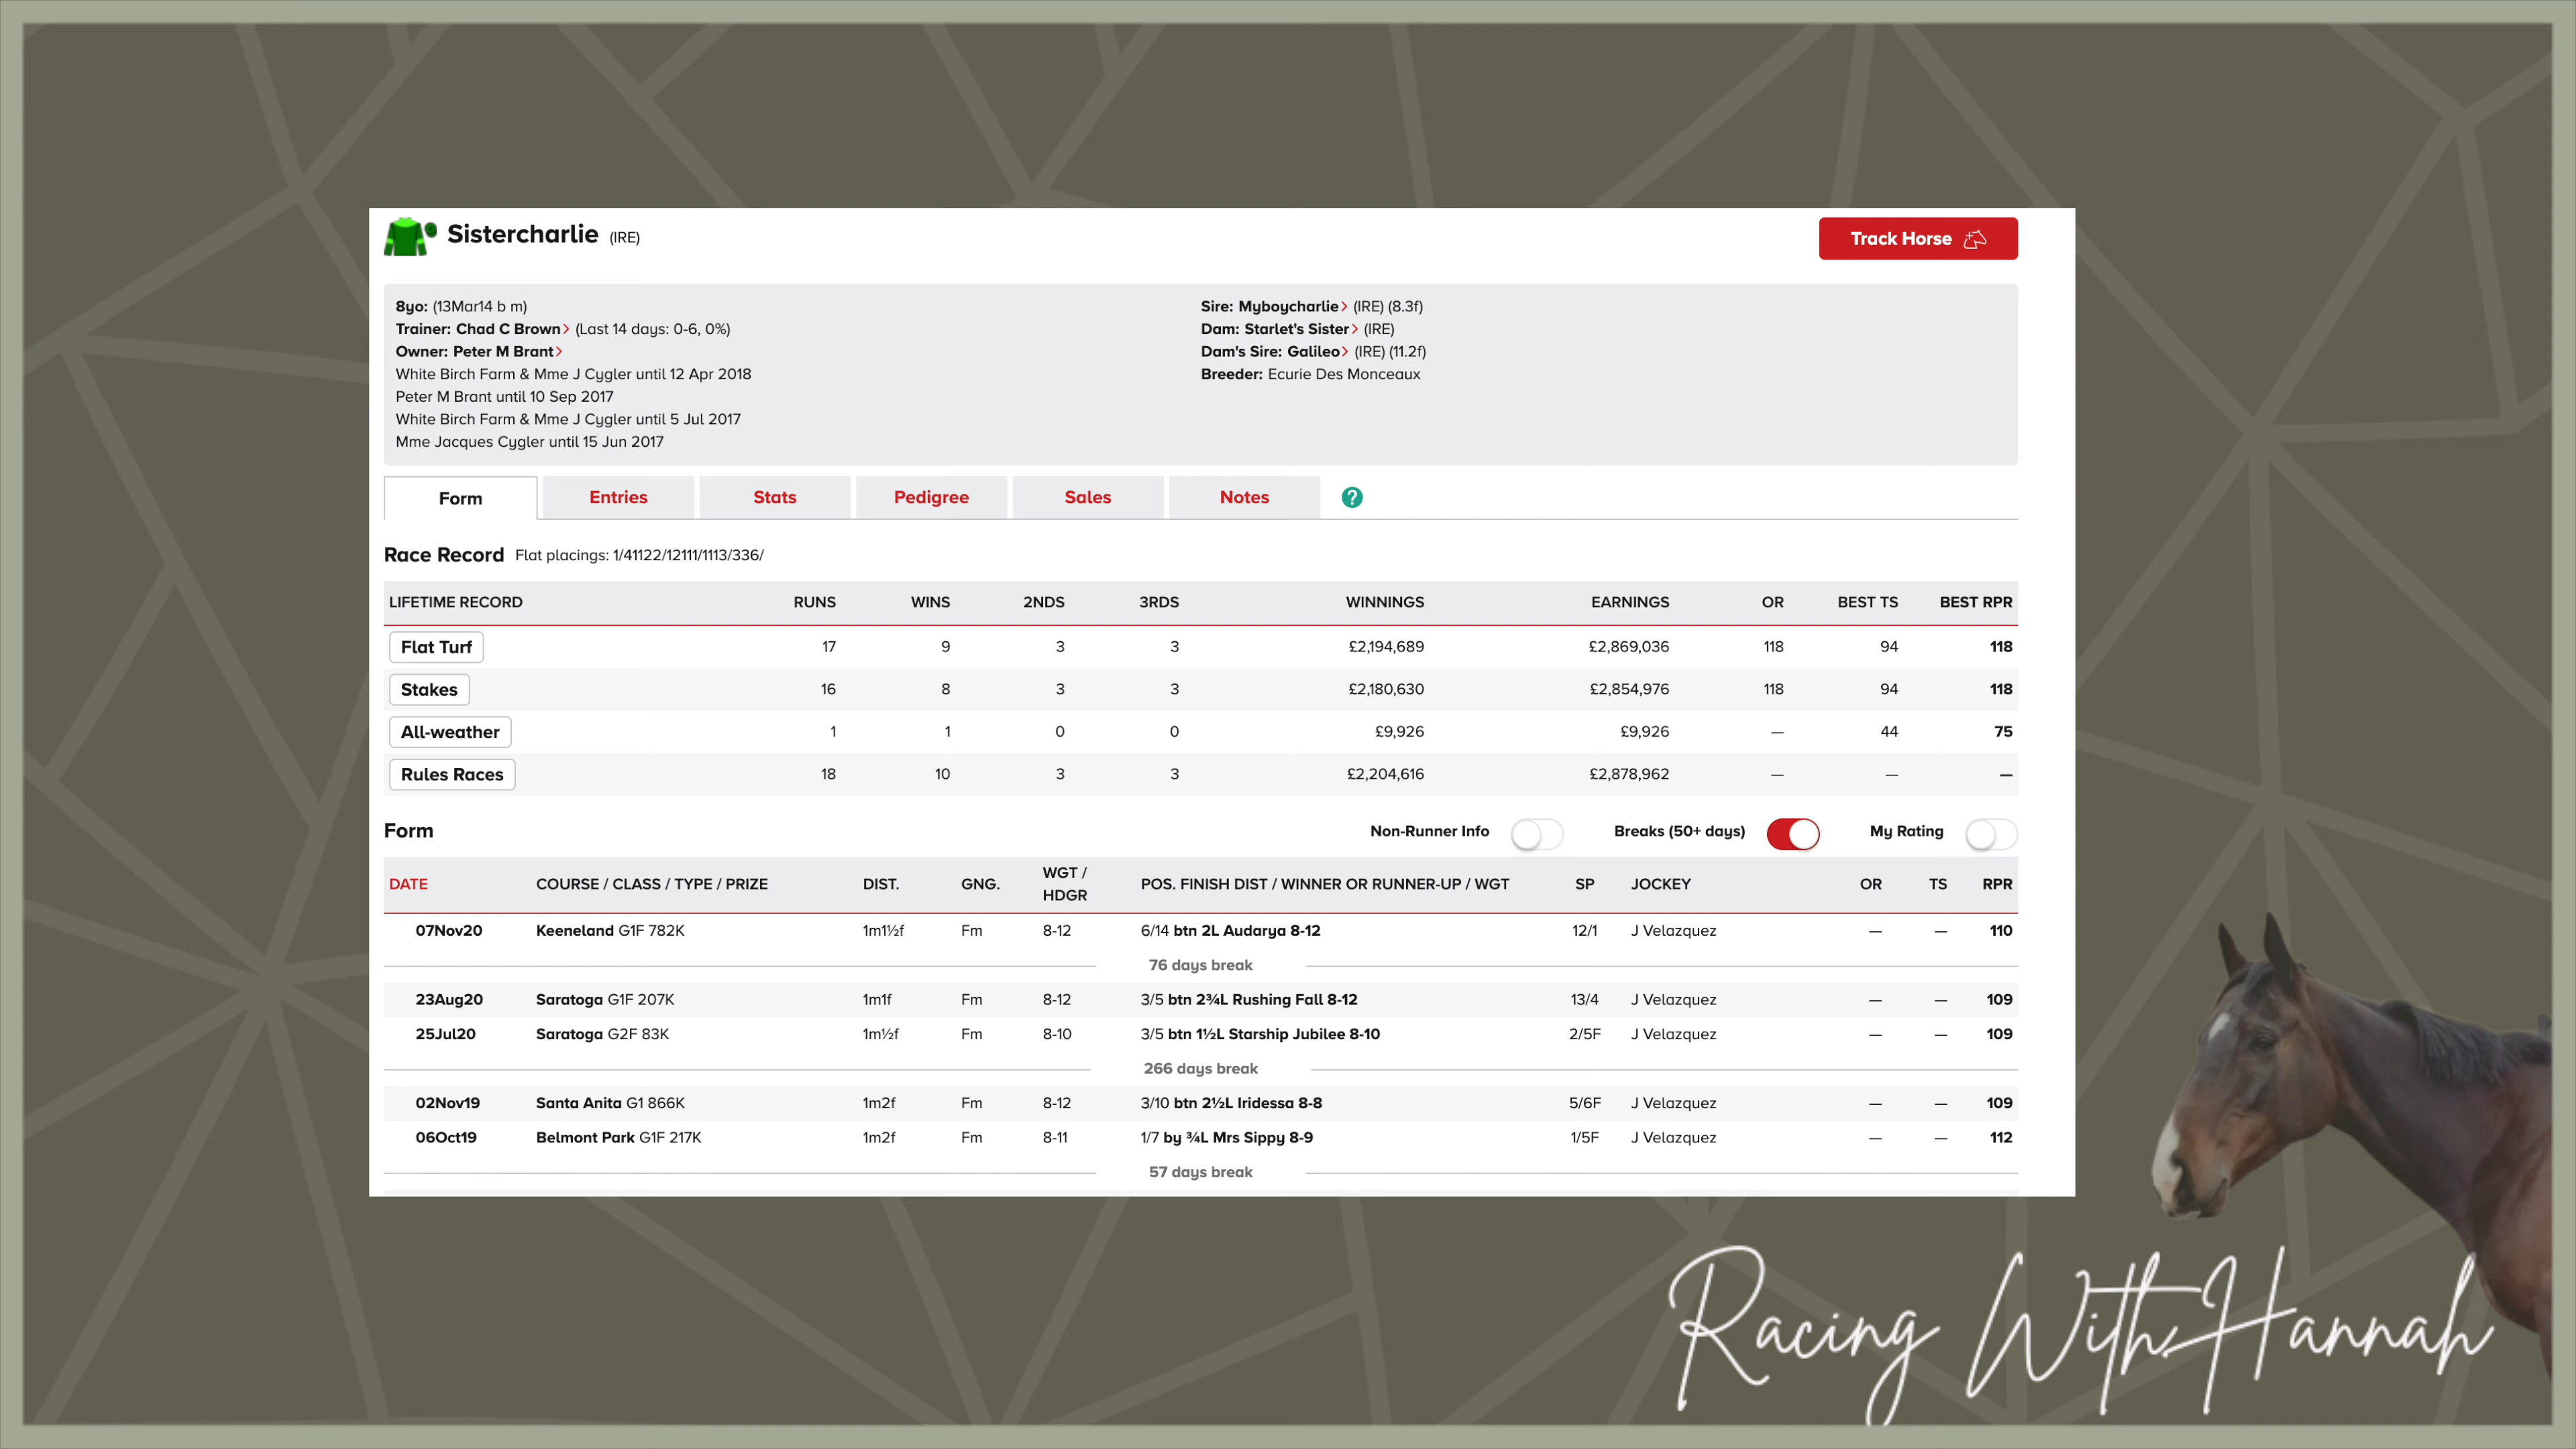 Sistercharlie (IRE)
Track Horse
8yo: (13Mar14 b m)
Trainer: Chad C Brown> (Last 14 days: 0-6, 0%)
Owner: Peter M Brant>
White Birch Farm & Mme J Cygler until 12 Apr 2018
Peter M Brant until 10 Sep 2017
White Birch Farm & Mme J Cygler until 5 Jul 2017
Mme Jacques Cygler until 15 Jun 2017
Sire: Myboycharlie> (IRE) (8.3f)
Dam: Starlet's Sister> (IRE)
Dam's Sire: Galileo> (IRE) (11.2f)
Breeder: Ecurie Des Monceaux
Form Entries Stats Pedigree Sales Notes ?
Race Record Flat placings: 1/41122/12111/1113/336/
LIFETIME RECORD RUNS WINS 2NDS 3RDS WINNINGS EARNINGS OR BEST TS BEST RPR
Flat Turf 17 9 3 3 £2,194,689 £2,869,036 118 94 118
Stakes 16 8 3 3 £2,180,630 £2,854,976 118 94 118
All-weather 1 1 0 0 £9,926 £9,926 — 44 75
Rules Races 18 10 3 3 £2,204,616 £2,878,962 — — —
Form Non-Runner Info Breaks (50+ days) My Rating
DATE COURSE / CLASS / TYPE / PRIZE DIST. GNG. WGT / HDGR POS. FINISH DIST / WINNER OR RUNNER-UP / WGT SP JOCKEY OR TS RPR
07Nov20 Keeneland G1F 782K 1m1½f Fm 8-12 6/14 btn 2L Audarya 8-12 12/1 J Velazquez — — 110
76 days break
23Aug20 Saratoga G1F 207K 1m1f Fm 8-12 3/5 btn 2¾L Rushing Fall 8-12 13/4 J Velazquez — — 109
25Jul20 Saratoga G2F 83K 1m½f Fm 8-10 3/5 btn 1½L Starship Jubilee 8-10 2/5F J Velazquez — — 109
266 days break
02Nov19 Santa Anita G1 866K 1m2f Fm 8-12 3/10 btn 2½L Iridessa 8-8 5/6F J Velazquez — — 109
06Oct19 Belmont Park G1F 217K 1m2f Fm 8-11 1/7 by ¾L Mrs Sippy 8-9 1/5F J Velazquez — — 112
57 days break
Racing With Hannah